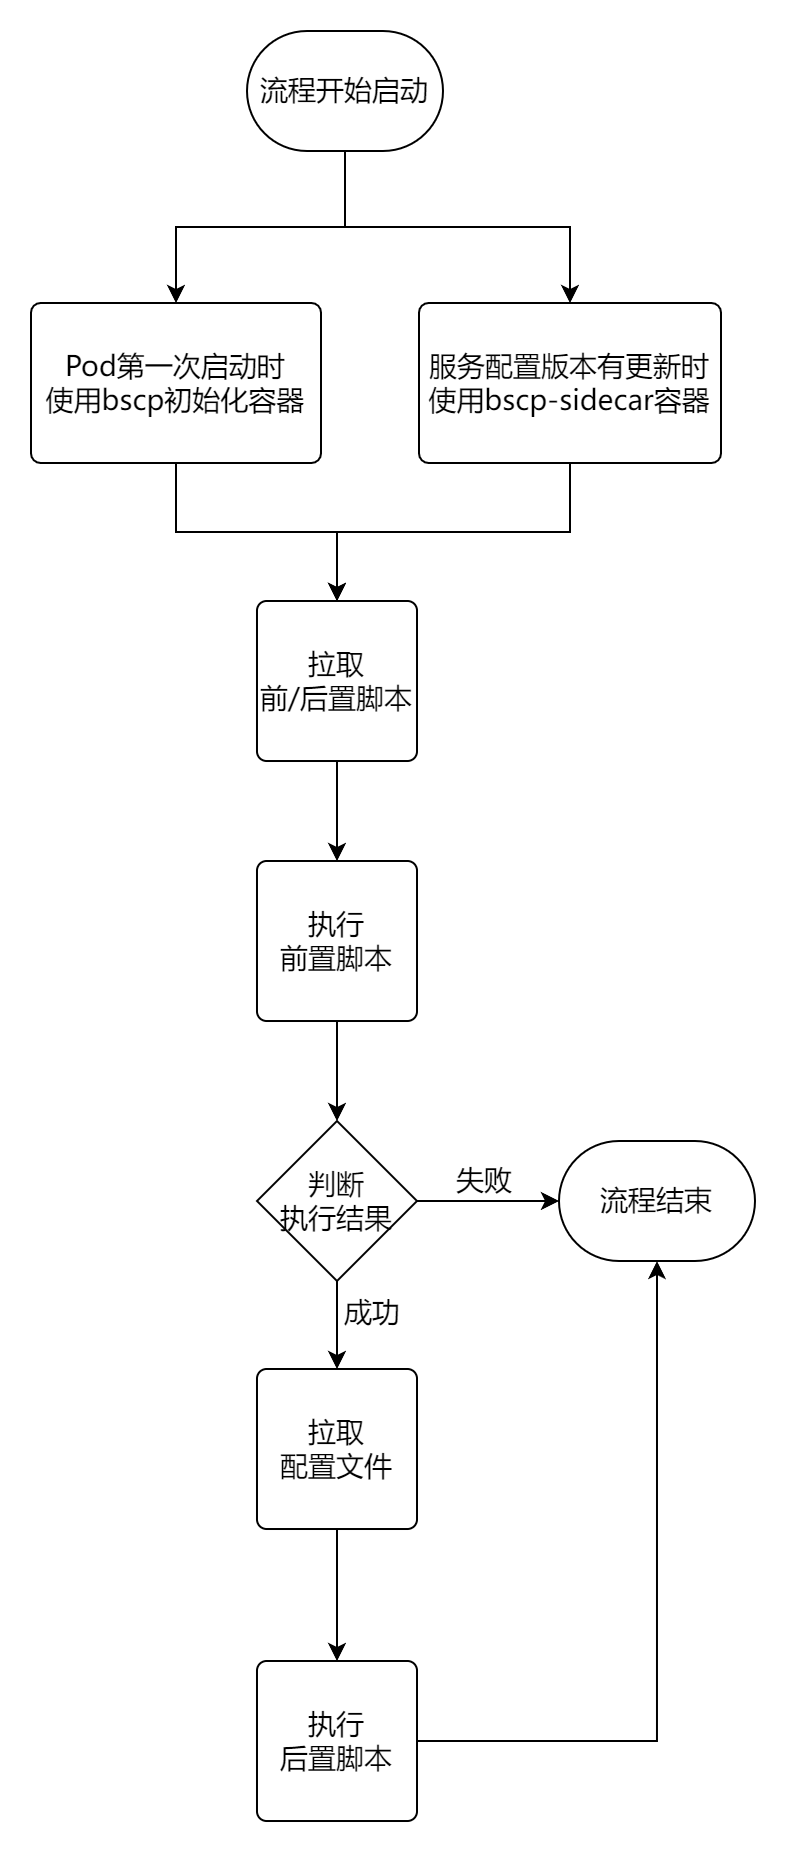 流程开始启动
Pod第一次启动时
使用bscp初始化容器
服务配置版本有更新时
使用bscp-sidecar容器
拉取
前/后置脚本
执行
前置脚本
判断
执行结果
失败
流程结束
成功
拉取
配置文件
执行
后置脚本